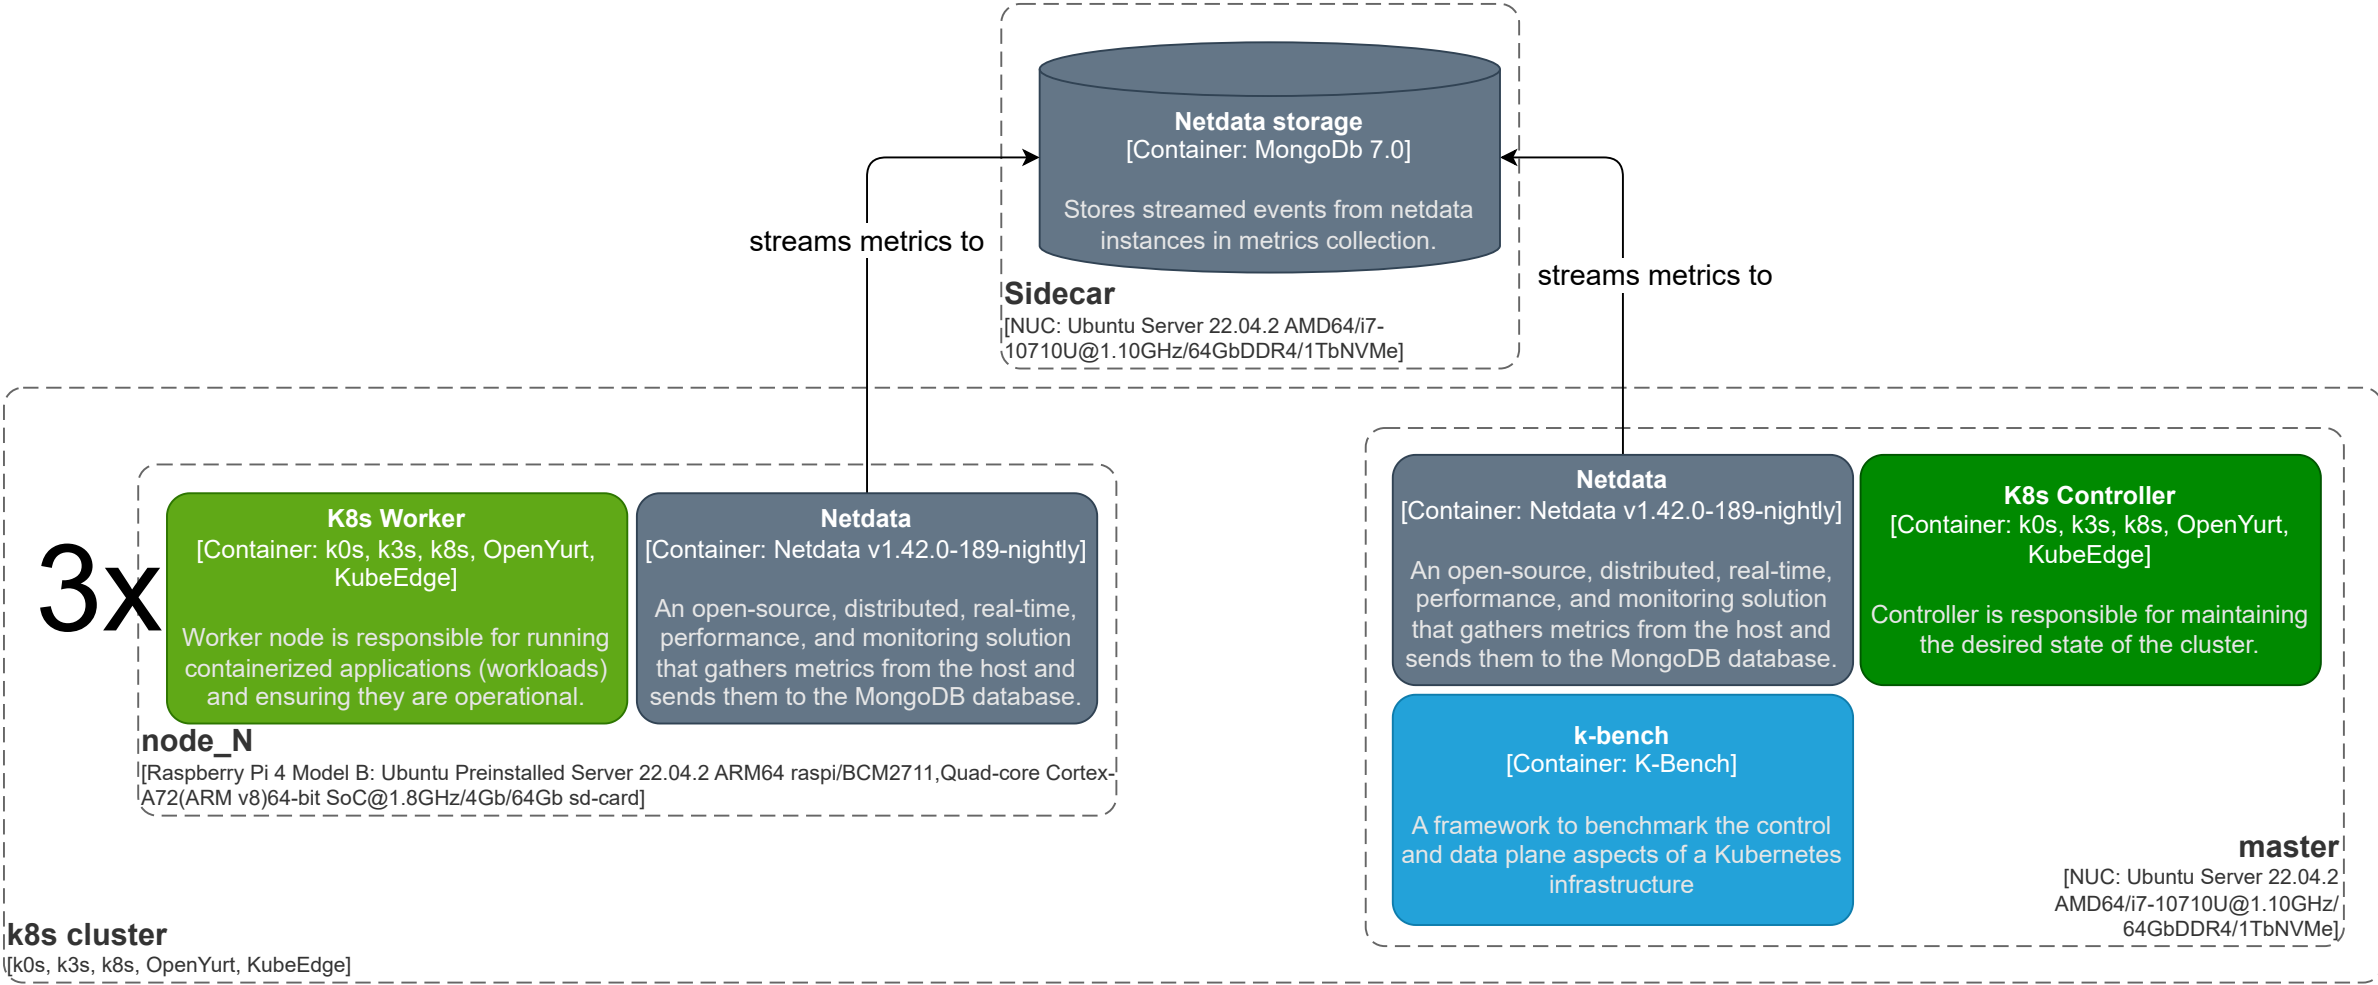 Netdata storage
[Container: MongoDb 7.0]
Stores streamed events from netdata
instances in metrics collection.
Sidecar
[NUC: Ubuntu Server 22.04.2 AMD64/i7-
10710U@1.10GHz/64GbDDR4/1TbNVMe]
streams metrics to
streams metrics to
3x
K8s Worker
[Container: k0s, k3s, k8s, OpenYurt,
KubeEdge]
Worker node is responsible for running
containerized applications (workloads)
and ensuring they are operational.
Netdata
[Container: Netdata v1.42.0-189-nightly]
An open-source, distributed, real-time,
performance, and monitoring solution
that gathers metrics from the host and
sends them to the MongoDB database.
node_N
[Raspberry Pi 4 Model B: Ubuntu Preinstalled Server 22.04.2 ARM64 raspi/BCM2711,Quad-core Cortex-
A72(ARM v8)64-bit SoC@1.8GHz/4Gb/64Gb sd-card]
Netdata
[Container: Netdata v1.42.0-189-nightly]
An open-source, distributed, real-time,
performance, and monitoring solution
that gathers metrics from the host and
sends them to the MongoDB database.
K8s Controller
[Container: k0s, k3s, k8s, OpenYurt,
KubeEdge]
Controller is responsible for maintaining
the desired state of the cluster.
k-bench
[Container: K-Bench]
A framework to benchmark the control
and data plane aspects of a Kubernetes
infrastructure
master
[NUC: Ubuntu Server 22.04.2
AMD64/i7-10710U@1.10GHz/
64GbDDR4/1TbNVMe]
k8s cluster
[k0s, k3s, k8s, OpenYurt, KubeEdge]